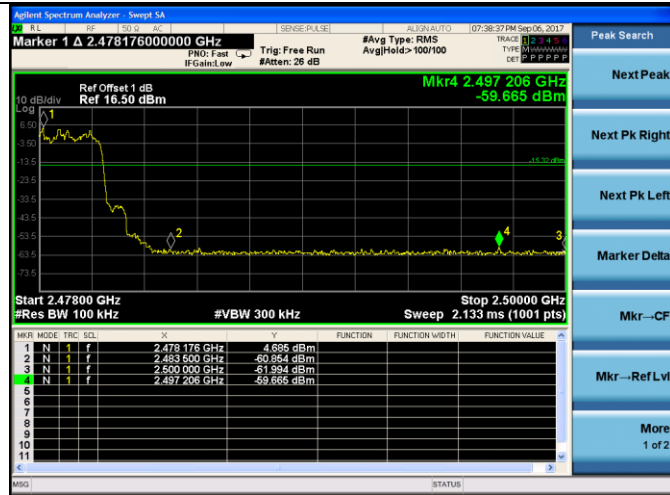 Agilent Spectrum Analyzer - Swept SA
RL RF 50 Ω AC SENSE:PULSE ALIGNAUTO 07:38:37 PM Sep 06, 2017
Marker 1 Δ 2.478176000000 GHz
PNO: Fast
IFGain:Low
Trig: Free Run
#Atten: 26 dB
#Avg Type: RMS
Avg|Hold:>100/100
TRACE 1 2 3 4 5 6
TYPE M
DET P P P P P P
Peak Search
Ref Offset 1 dB
Ref 16.50 dBm
10 dB/div
Log
Mkr4 2.497 206 GHz
-59.665 dBm
6.50
-3.50
-13.5
-23.5
-33.5
-43.5
-53.5
-63.5
-73.5
-15.32 dBm
1
2
4
3
Start 2.47800 GHz Stop 2.50000 GHz
#Res BW 100 kHz #VBW 300 kHz Sweep 2.133 ms (1001 pts)
MKR MODE TRC SCL X Y FUNCTION FUNCTION WIDTH FUNCTION VALUE
1 N 1 f 2.478 176 GHz 4.685 dBm
2 N 1 f 2.483 500 GHz -60.854 dBm
3 N 1 f 2.500 000 GHz -61.994 dBm
4 N 1 f 2.497 206 GHz -59.665 dBm
5
6
7
8
9
10
11
MSG STATUS
Next Peak
Next Pk Right
Next Pk Left
Marker Delta
Mkr→CF
Mkr→Ref Lvl
More
1 of 2